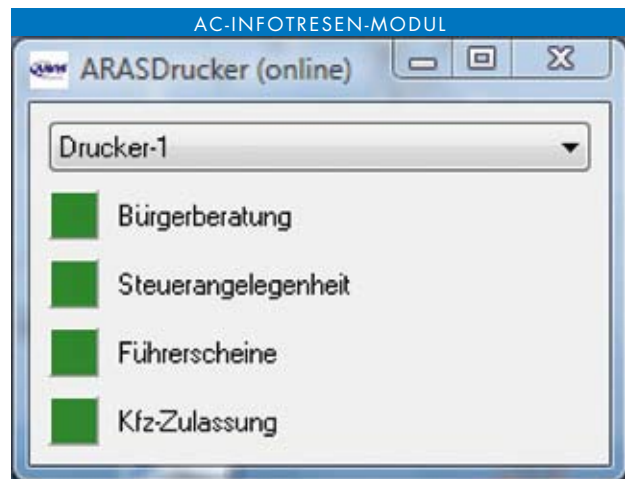 AC-INFOTRESEN-MODUL
ARASDrucker (online)
Drucker-1
Bürgerberatung
Steuerangelegenheit
Führerscheine
Kfz-Zulassung